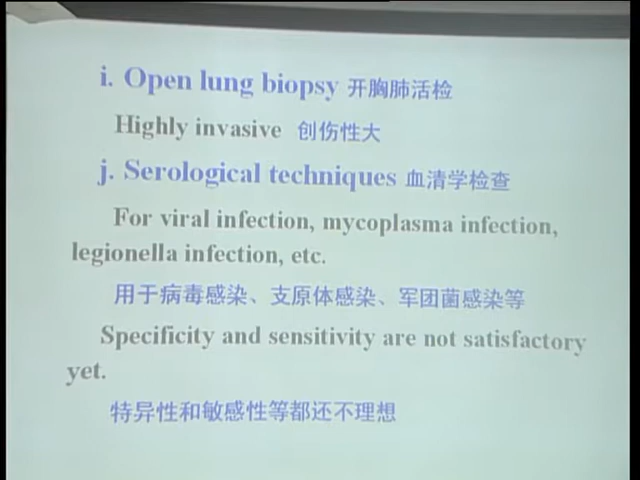 i. Open lung biopsy 开胸肺活检
Highly invasive 创伤性大
j. Serological techniques 血清学检查
For viral infection, mycoplasma infection,
legionella infection, etc.
用于病毒感染、支原体感染、军团菌感染等
Specificity and sensitivity are not satisfactory
yet.
特异性和敏感性等都还不理想